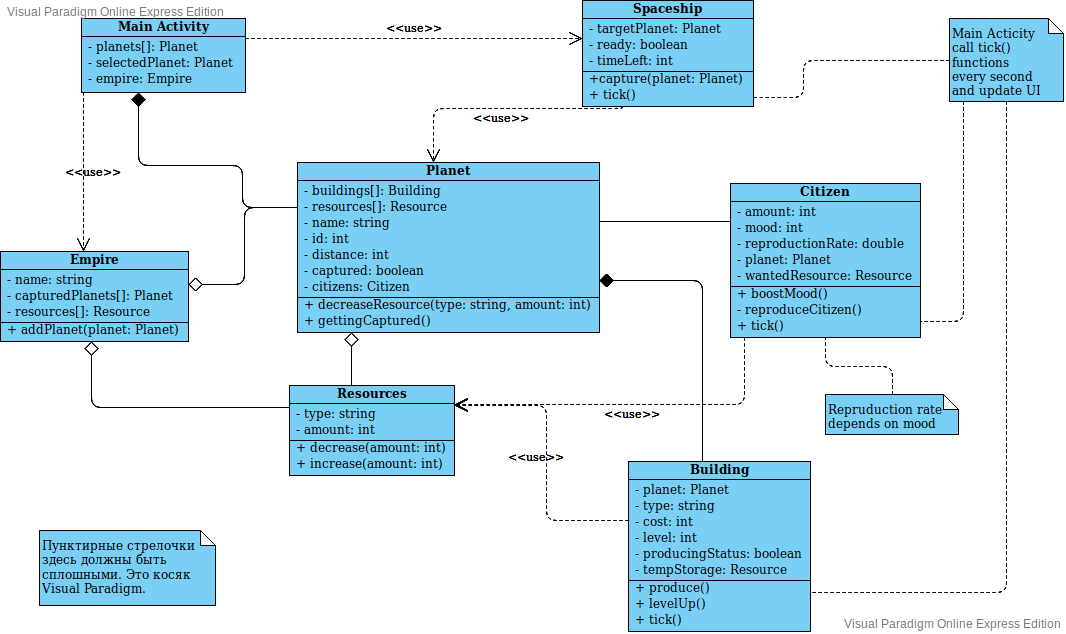 Visual Paradigm Online Express Edition
Main Activity
- planets[]: Planet
- selectedPlanet: Planet
- empire: Empire
<<use>>
Spaceship
- targetPlanet: Planet
- ready: boolean
- timeLeft: int
+capture(planet: Planet)
+ tick()
Main Acticity
call tick()
functions
every second
and update UI
<<use>>
<<use>>
Planet
- buildings[]: Building
- resources[]: Resource
- name: string
- id: int
- distance: int
- captured: boolean
- citizens: Citizen
+ decreaseResource(type: string, amount: int)
+ gettingCaptured()
Citizen
- amount: int
- mood: int
- reproductionRate: double
- planet: Planet
- wantedResource: Resource
+ boostMood()
- reproduceCitizen()
+ tick()
Empire
- name: string
- capturedPlanets[]: Planet
- resources[]: Resource
+ addPlanet(planet: Planet)
Resources
- type: string
- amount: int
+ decrease(amount: int)
+ increase(amount: int)
<<use>>
Repruduction rate
depends on mood
<<use>>
Building
- planet: Planet
- type: string
- cost: int
- level: int
- producingStatus: boolean
- tempStorage: Resource
+ produce()
+ levelUp()
+ tick()
Пунктирные стрелочки
здесь должны быть
сплошными. Это косяк
Visual Paradigm.
Visual Paradigm Online Express Edition